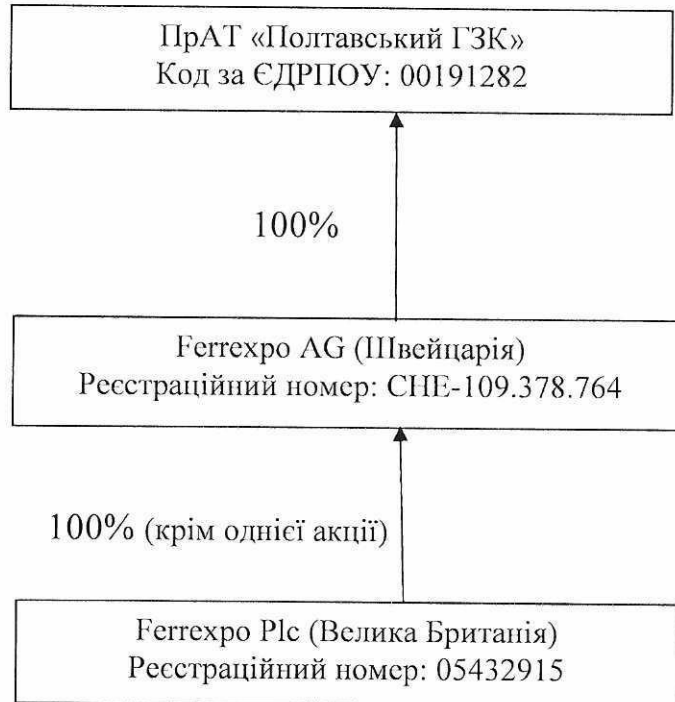 ПрАТ «Полтавський ГЗК»
Код за ЄДРПОУ: 00191282
100%
Ferrexpo AG (Швейцарія)
Реєстраційний номер: CHE-109.378.764
100% (крім однієї акції)
Ferrexpo Plc (Велика Британія)
Реєстраційний номер: 05432915